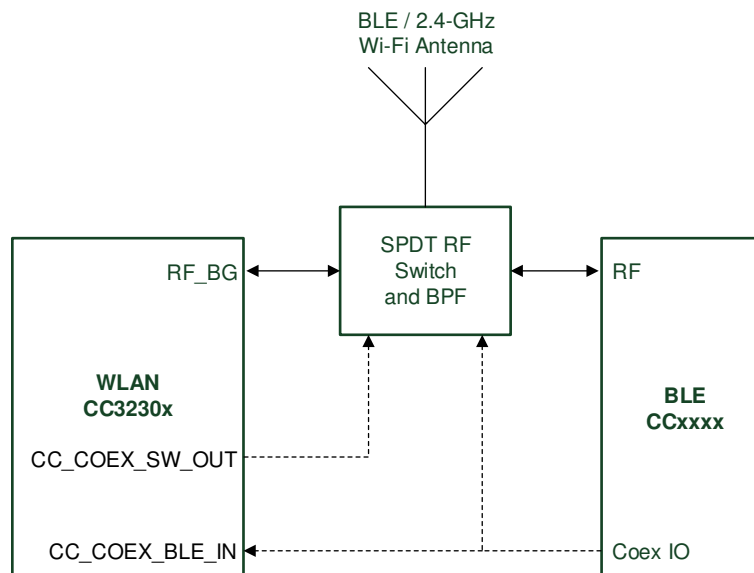 BLE / 2.4-GHz
Wi-Fi Antenna
SPDT RF
Switch
and BPF
RF_BG
RF
WLAN
CC3230x
BLE
CCxxxx
CC_COEX_SW_OUT
CC_COEX_BLE_IN
Coex IO